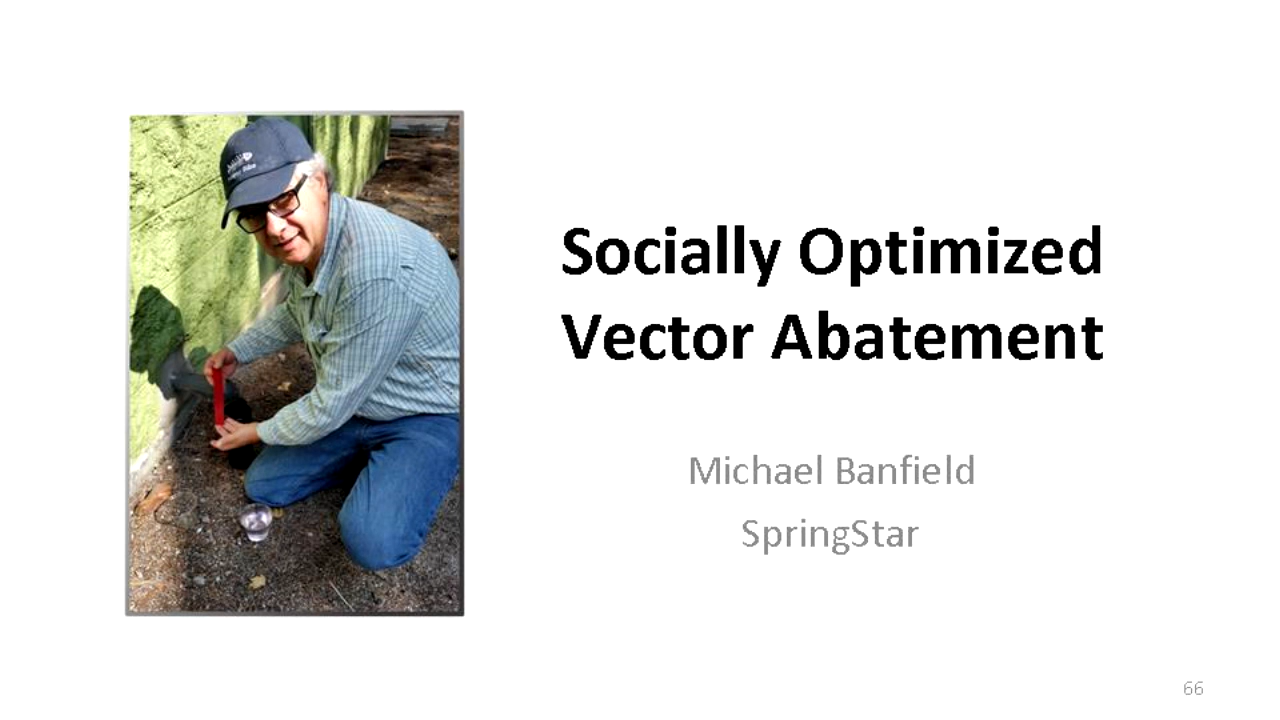 Socially Optimized
Vector Abatement
Michael Banfield
SpringStar
66